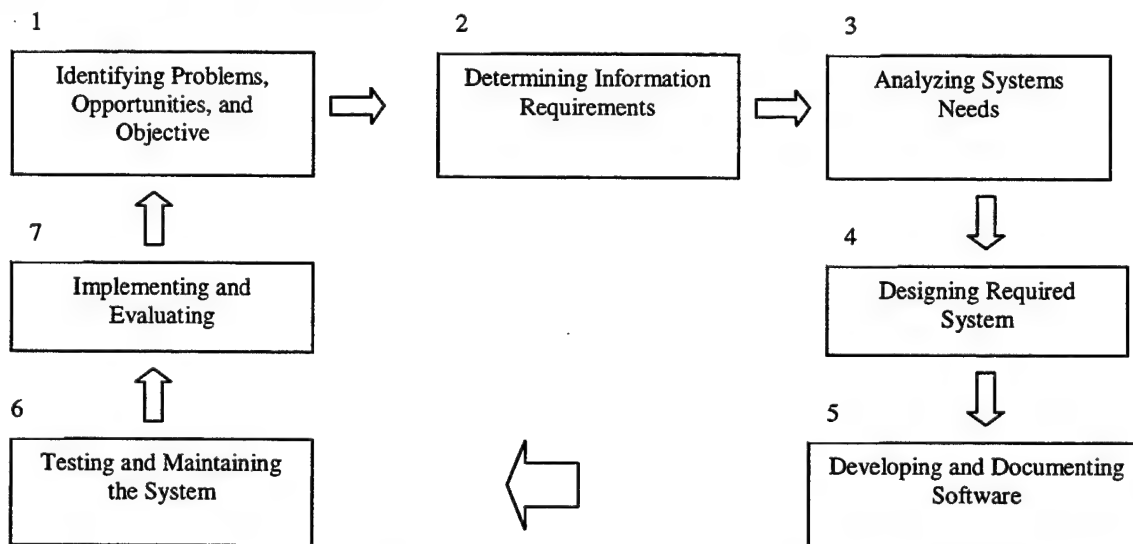 1
Identifying Problems,
Opportunities, and
Objective
2
Determining Information
Requirements
3
Analyzing Systems
Needs
4
Designing Required
System
5
Developing and Documenting
Software
6
Testing and Maintaining
the System
7
Implementing and
Evaluating